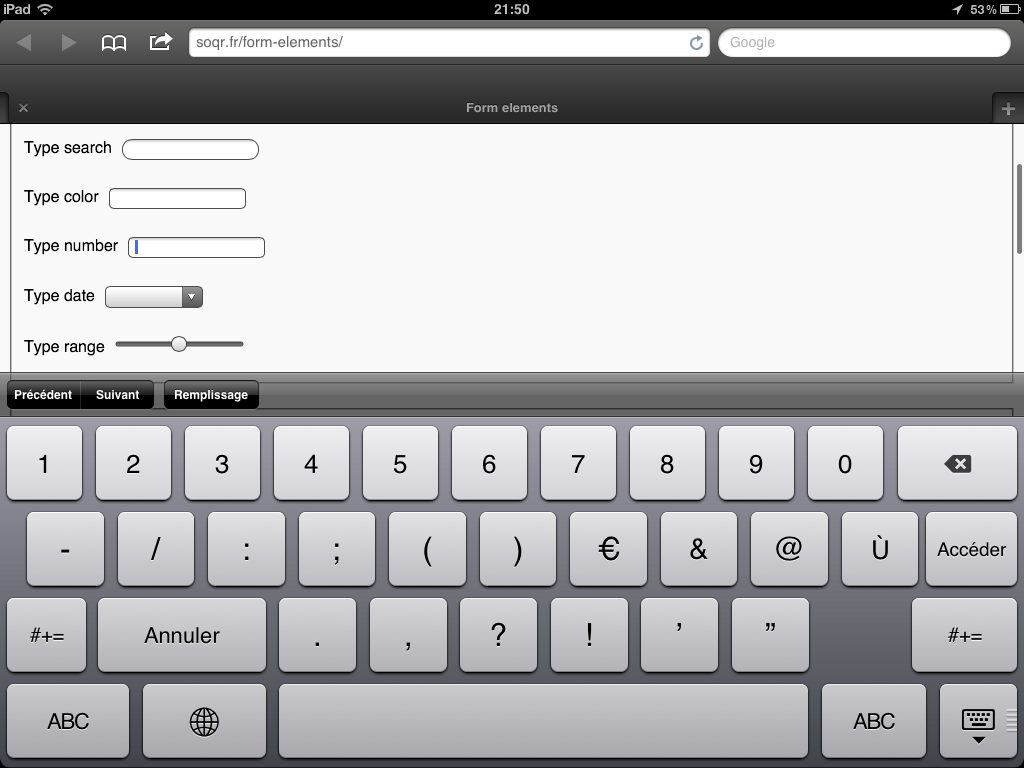 iPad 21:50 53%
soqr.fr/form-elements/ Google
Form elements
Type search
Type color
Type number
Type date
Type range
Précédent Suivant Remplissage
1 2 3 4 5 6 7 8 9 0
- / : ; ( ) € & @ Ù Accéder
#+= Annuler . , ? ! ’ ” #+=
ABC ABC